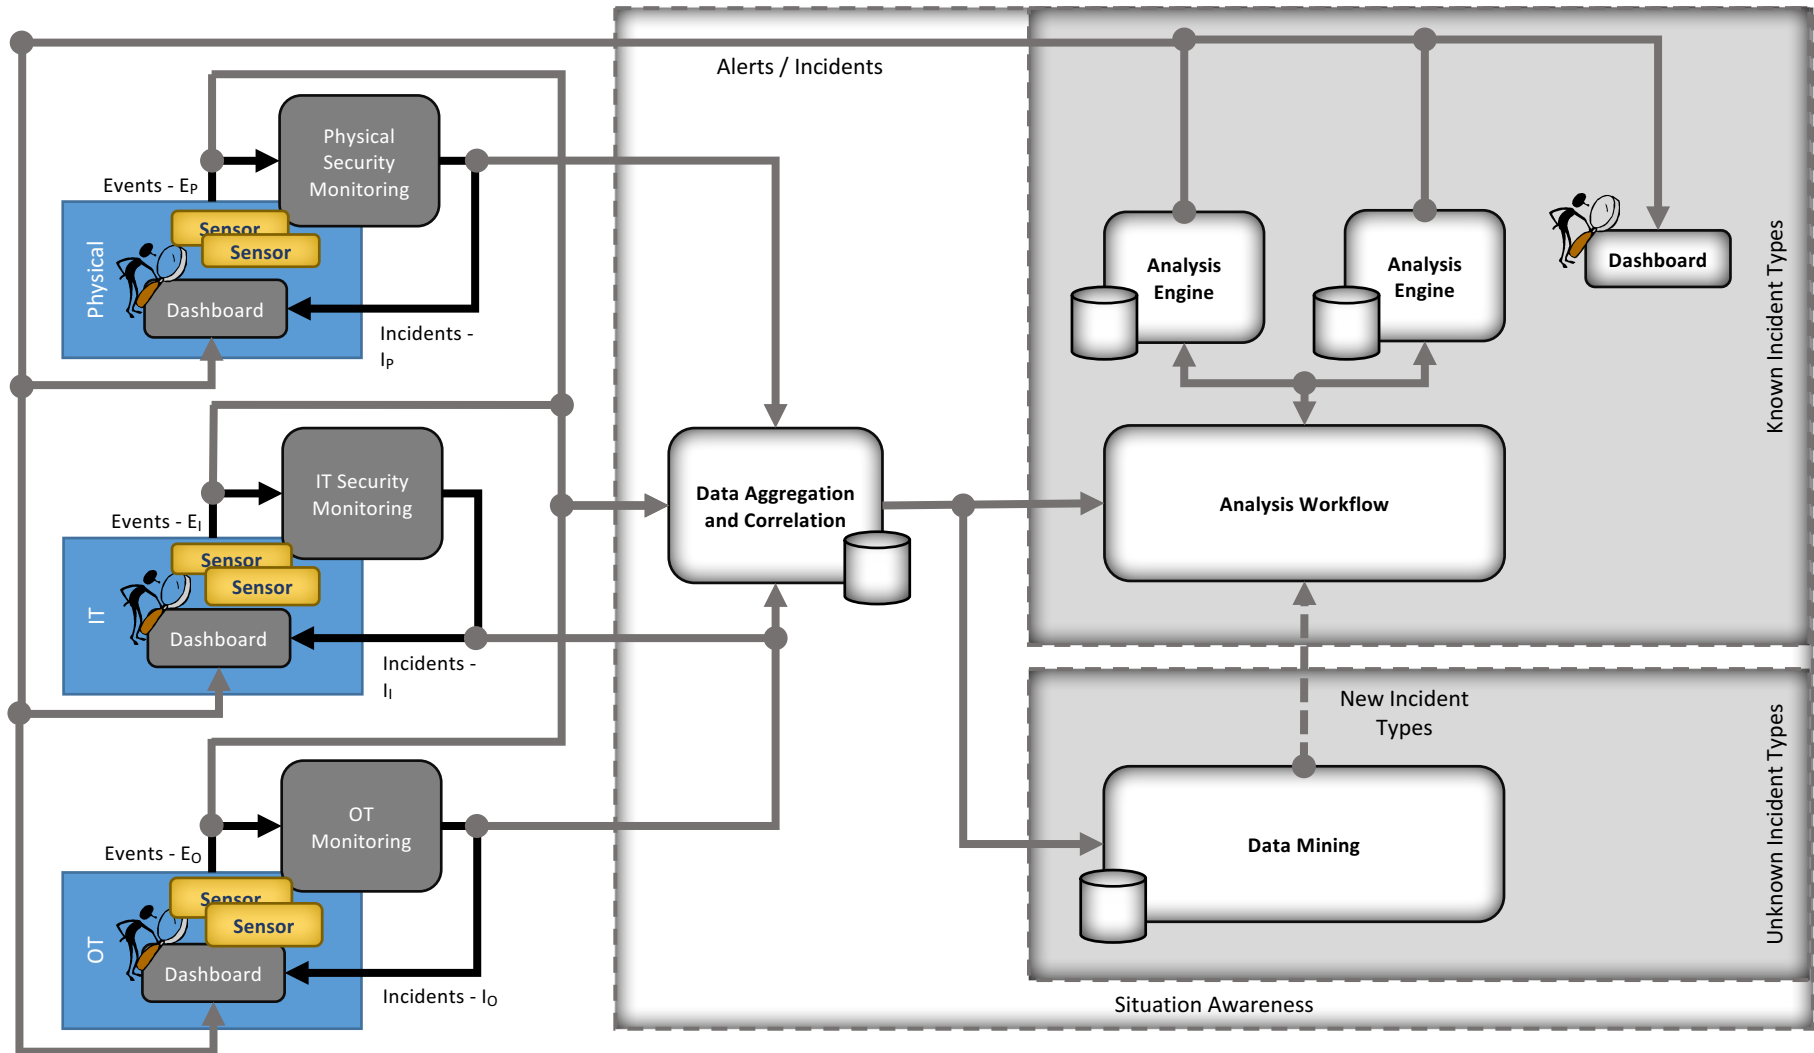 Alerts / Incidents
Physical
Security
Monitoring
Events - EP
Sensor
Sensor
Physical
Dashboard
Incidents -
IP
IT Security
Monitoring
Events - EI
Sensor
Sensor
IT
Dashboard
Incidents -
II
OT
Monitoring
Events - EO
Sensor
Sensor
OT
Dashboard
Incidents - IO
Data Aggregation
and Correlation
Analysis
Engine
Analysis
Engine
Dashboard
Known Incident Types
Analysis Workflow
New Incident
Types
Data Mining
Unknown Incident Types
Situation Awareness